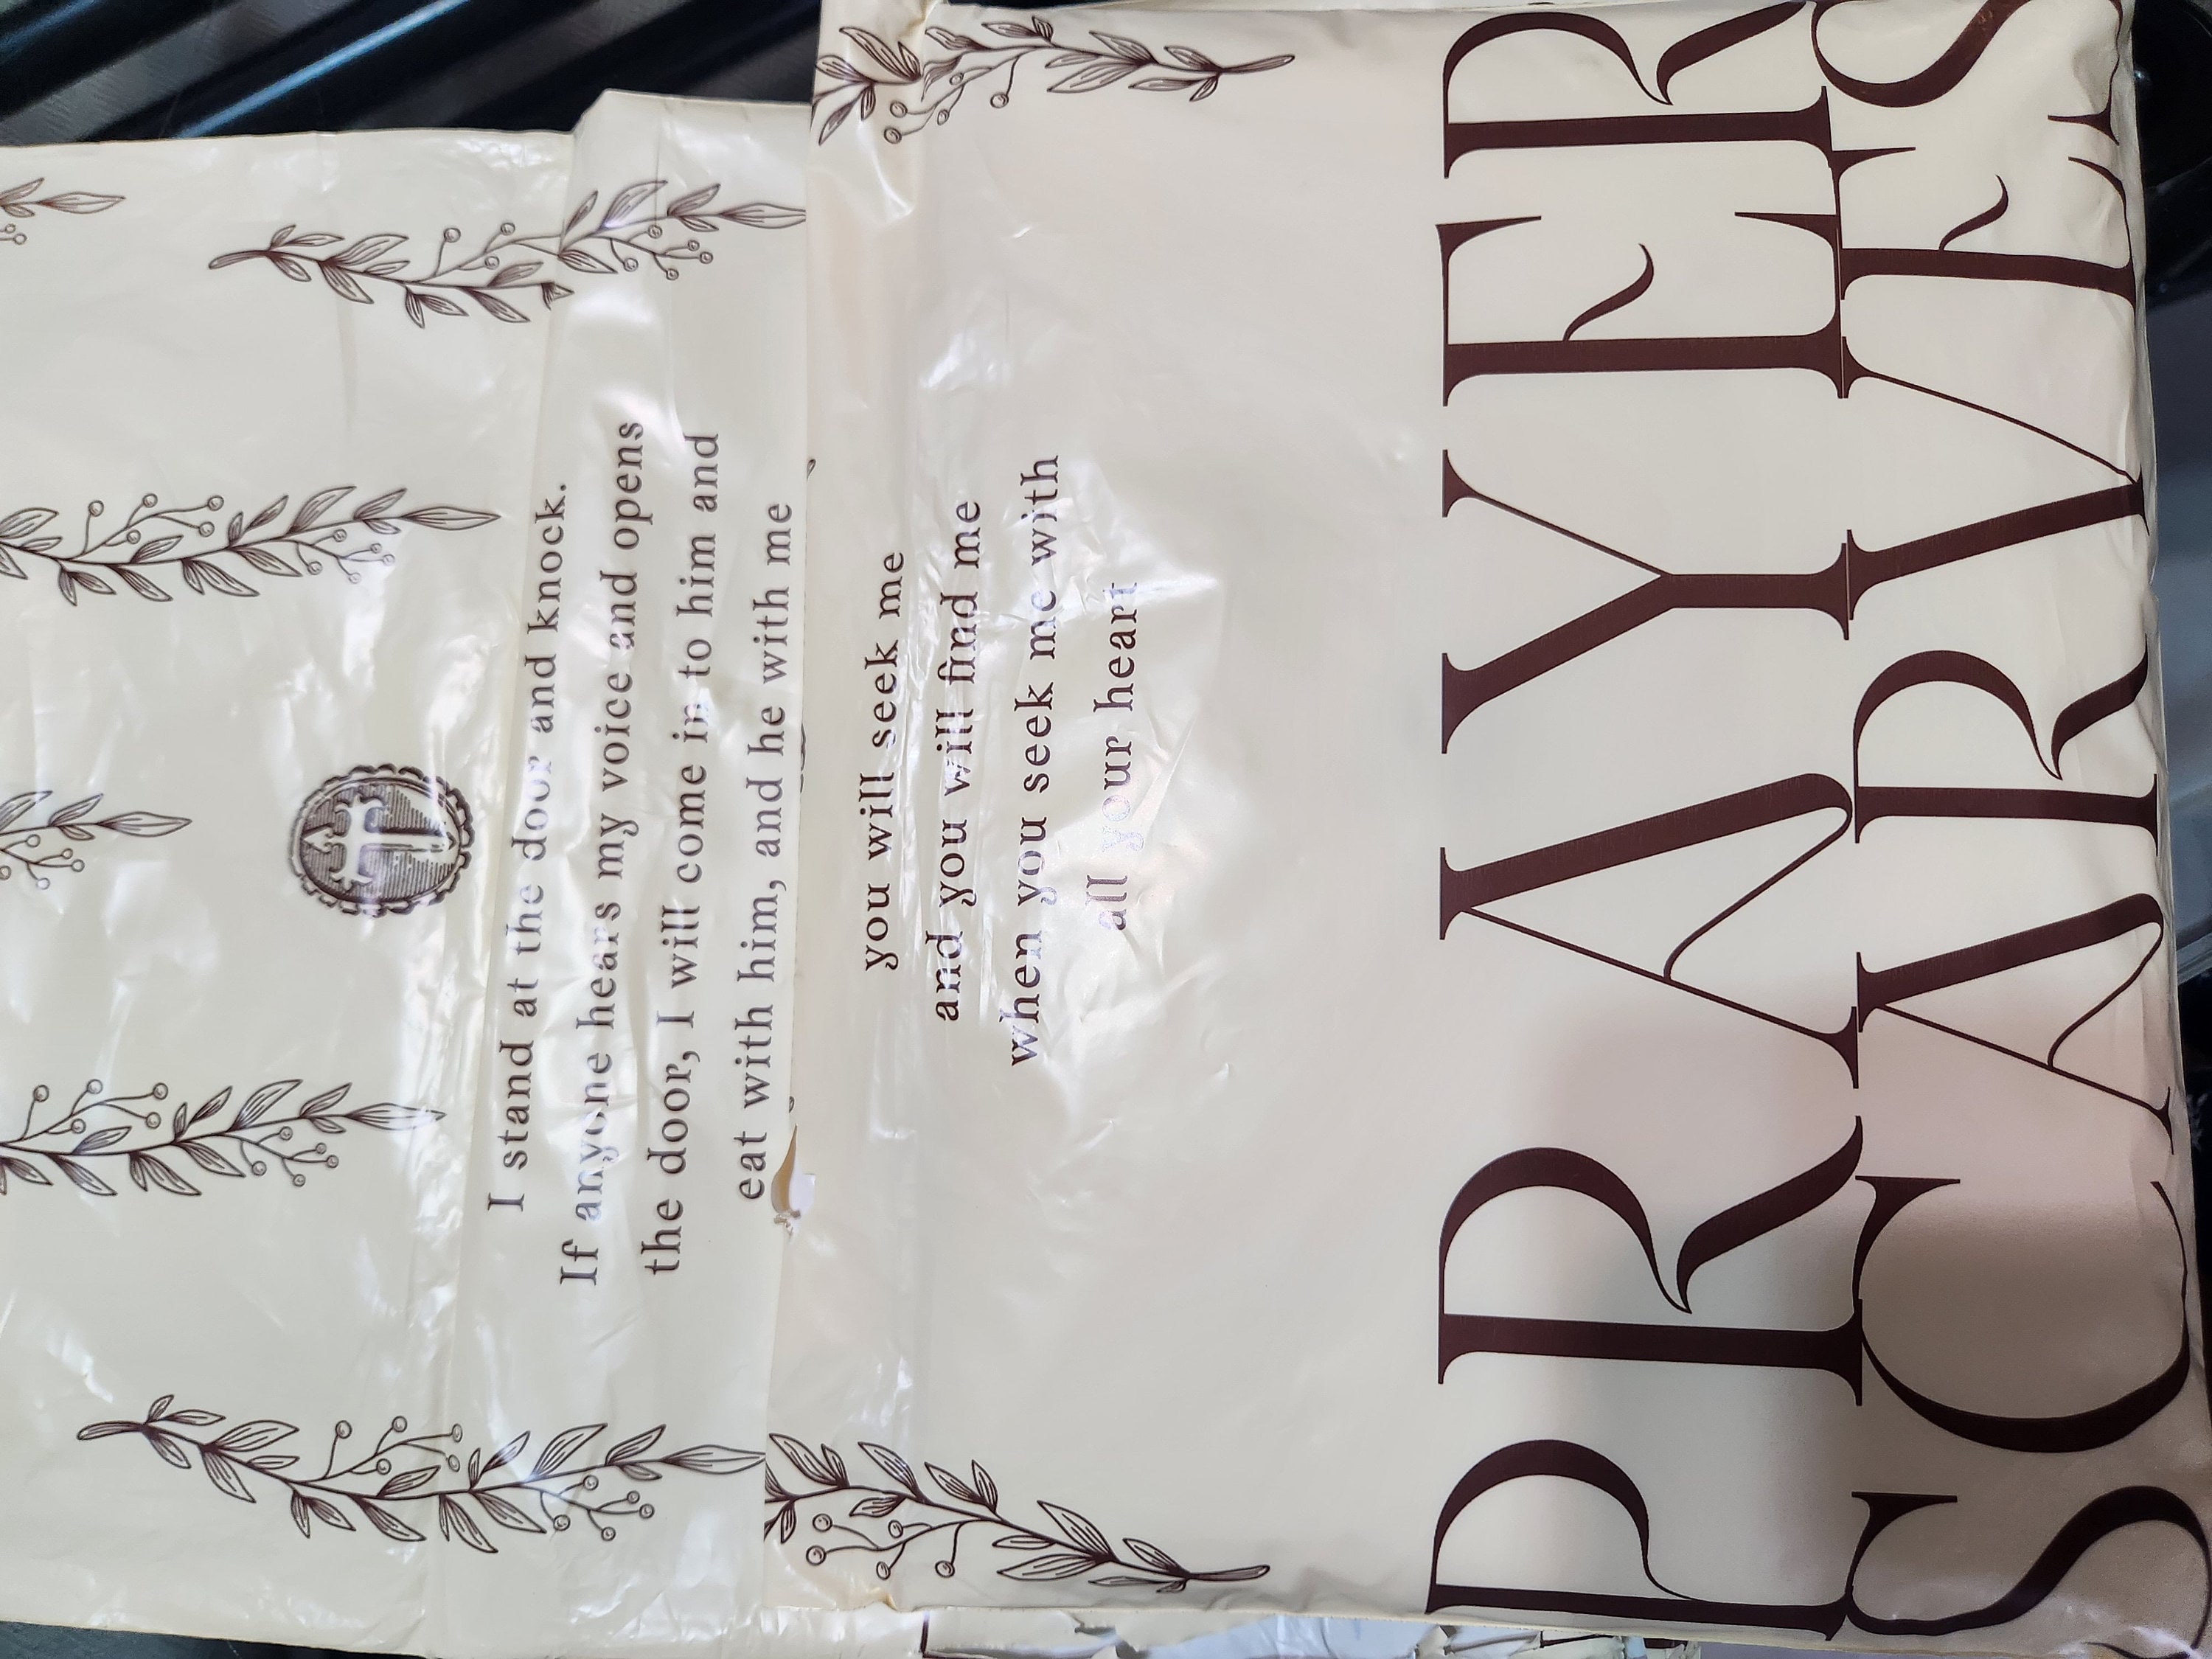 I stand at the door and knock.
If anyone hears my voice and opens
the door, I will come in to him and
eat with him, and he with me
you will seek me
and you will find me
when you seek me with
all your heart
PRAYER
SCARVES